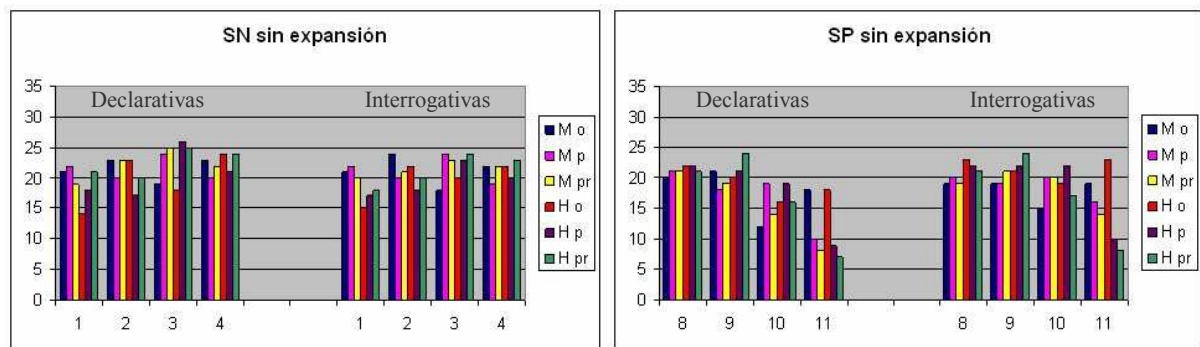 SN sin expansión
Declarativas Interrogativas
35
30
25
20
15
10
5
0
1 2 3 4 1 2 3 4
M o
M p
M pr
H o
H p
H pr
SP sin expansión
Declarativas Interrogativas
35
30
25
20
15
10
5
0
8 9 10 11 8 9 10 11
M o
M p
M pr
H o
H p
H pr